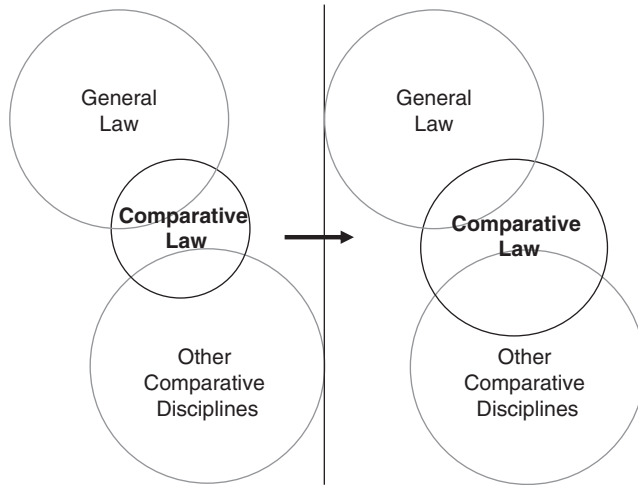 General
Law
Comparative
Law
Other
Comparative
Disciplines
General
Law
Comparative
Law
Other
Comparative
Disciplines